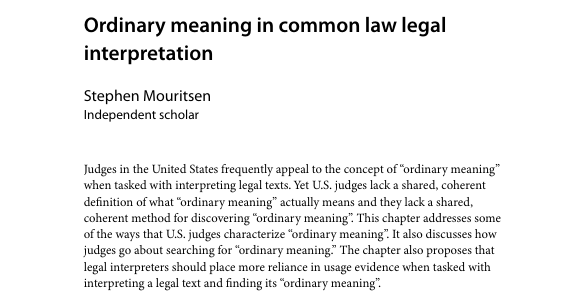 Ordinary meaning in common law legal
interpretation
Stephen Mouritsen
Independent scholar
Judges in the United States frequently appeal to the concept of “ordinary meaning”
when tasked with interpreting legal texts. Yet U.S. judges lack a shared, coherent
definition of what “ordinary meaning” actually means and they lack a shared,
coherent method for discovering “ordinary meaning”. This chapter addresses some
of the ways that U.S. judges characterize “ordinary meaning”. It also discusses how
judges go about searching for “ordinary meaning.” The chapter also proposes that
legal interpreters should place more reliance in usage evidence when tasked with
interpreting a legal text and finding its “ordinary meaning”.